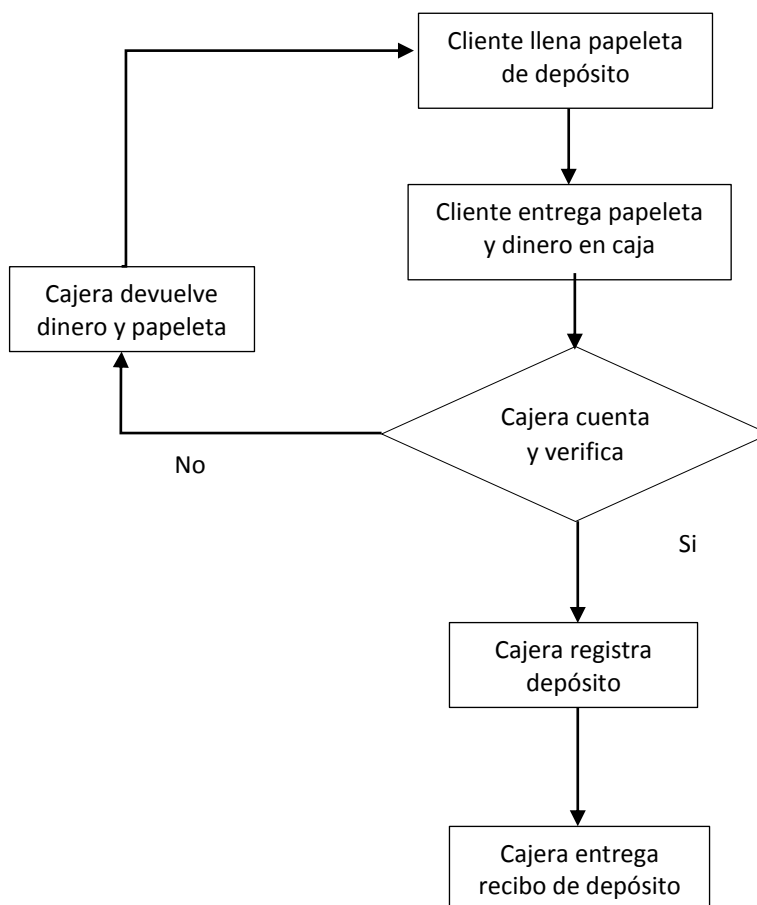 Cliente llena papeleta
de depósito
Cliente entrega papeleta
y dinero en caja
Cajera devuelve
dinero y papeleta
Cajera cuenta
y verifica
No
Si
Cajera registra
depósito
Cajera entrega
recibo de depósito